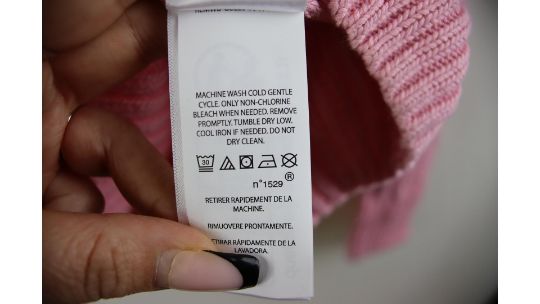 MACHINE WASH COLD GENTLE
CYCLE. ONLY NON-CHLORINE
BLEACH WHEN NEEDED. REMOVE
PROMPTLY. TUMBLE DRY LOW.
COOL IRON IF NEEDED. DO NOT
DRY CLEAN.
30
n°1529 ®
RETIRER RAPIDEMENT DE LA
MACHINE.
RIMUOVERE PRONTAMENTE.
RETIRAR RÁPIDAMENTE DE LA
LAVADORA.